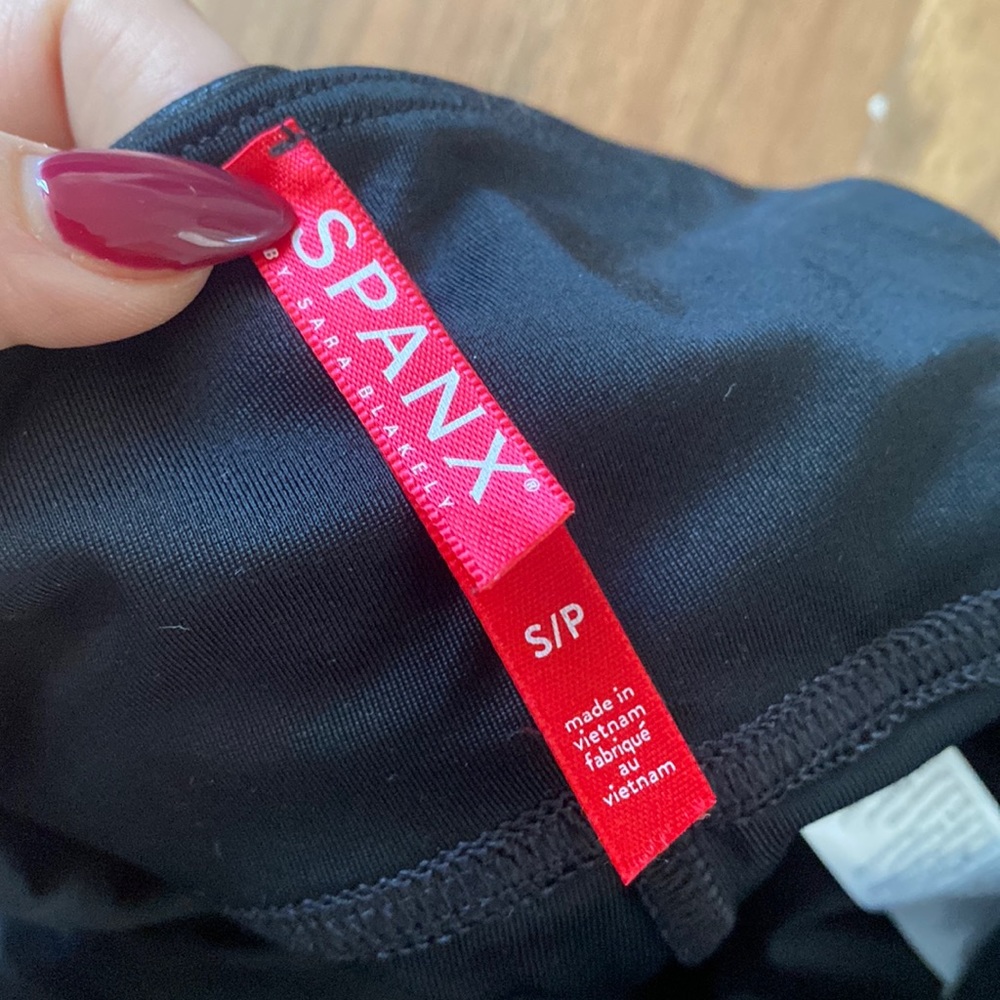 SPANX®
BY SARA BLAKELY
S/P
made in
vietnam
fabriqué
au
vietnam